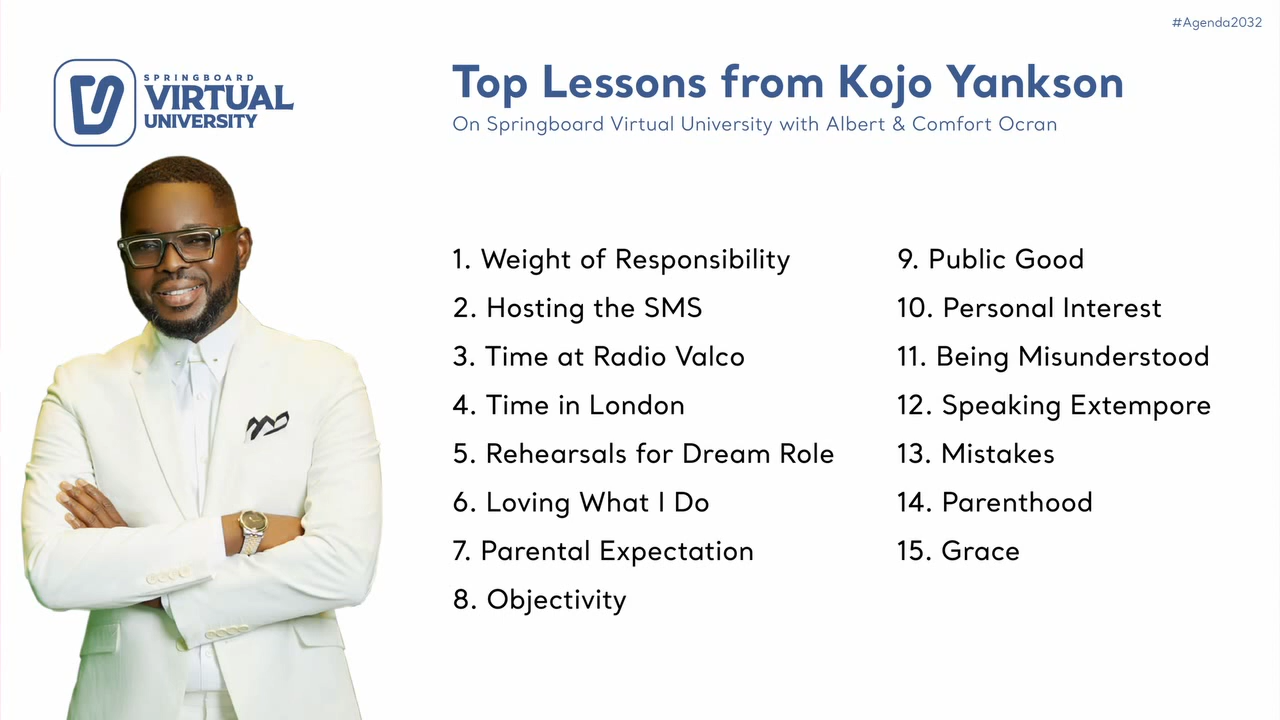 #Agenda2032
SPRINGBOARD
VIRTUAL
UNIVERSITY
Top Lessons from Kojo Yankson
On Springboard Virtual University with Albert & Comfort Ocran
1. Weight of Responsibility
2. Hosting the SMS
3. Time at Radio Valco
4. Time in London
5. Rehearsals for Dream Role
6. Loving What I Do
7. Parental Expectation
8. Objectivity
9. Public Good
10. Personal Interest
11. Being Misunderstood
12. Speaking Extempore
13. Mistakes
14. Parenthood
15. Grace